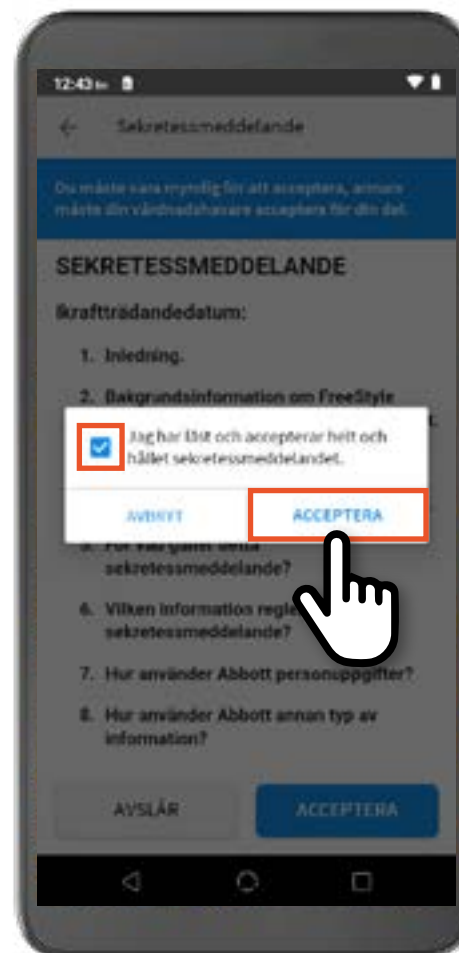 12:43
Sekretessmeddelande
Du måste vara myndig för att acceptera, annars
måste din vårdnadshavare acceptera för din del.
SEKRETESSMEDDELANDE
Ikraftträdandedatum:
1. Inledning.
2. Bakgrundsinformation om FreeStyle
Jag har läst och accepterar helt och
hållet sekretessmeddelandet.
AVBRYT
ACCEPTERA
5. För vad gäller detta
sekretessmeddelande?
6. Vilken information regle
sekretessmeddelande?
7. Hur använder Abbott personuppgifter?
8. Hur använder Abbott annan typ av
information?
AVSLÅR
ACCEPTERA